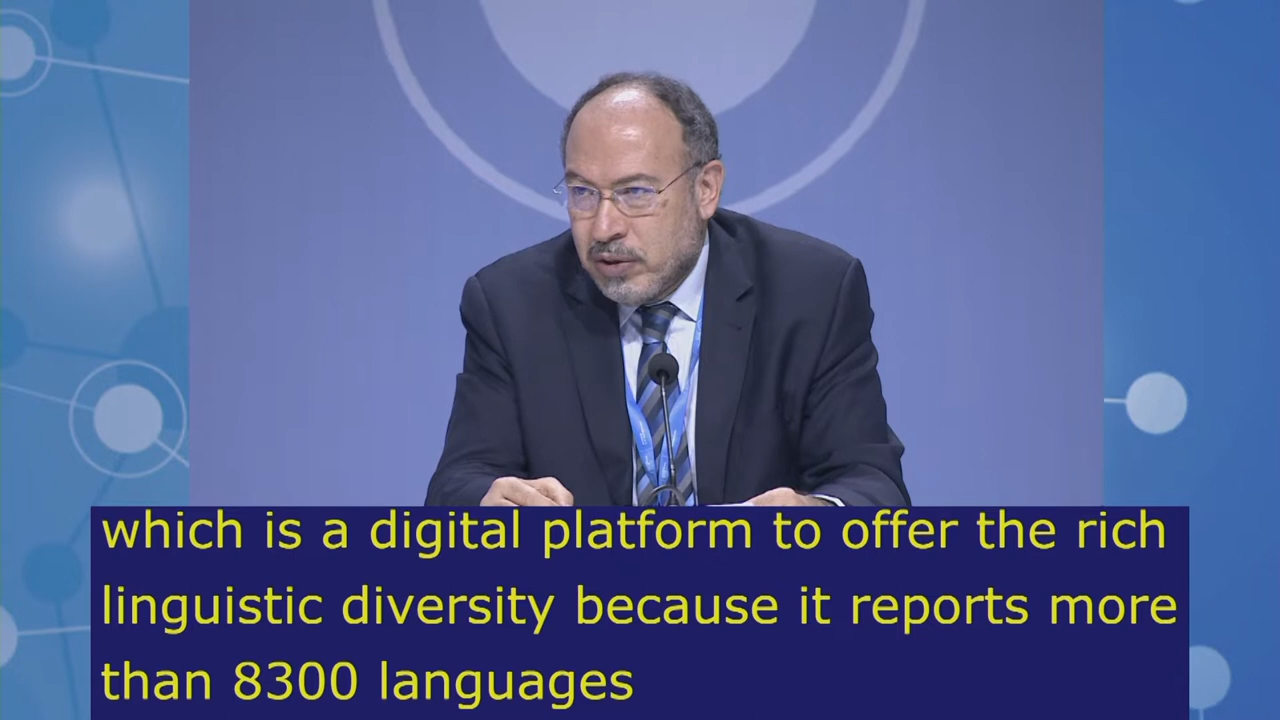 which is a digital platform to offer the rich
linguistic diversity because it reports more
than 8300 languages